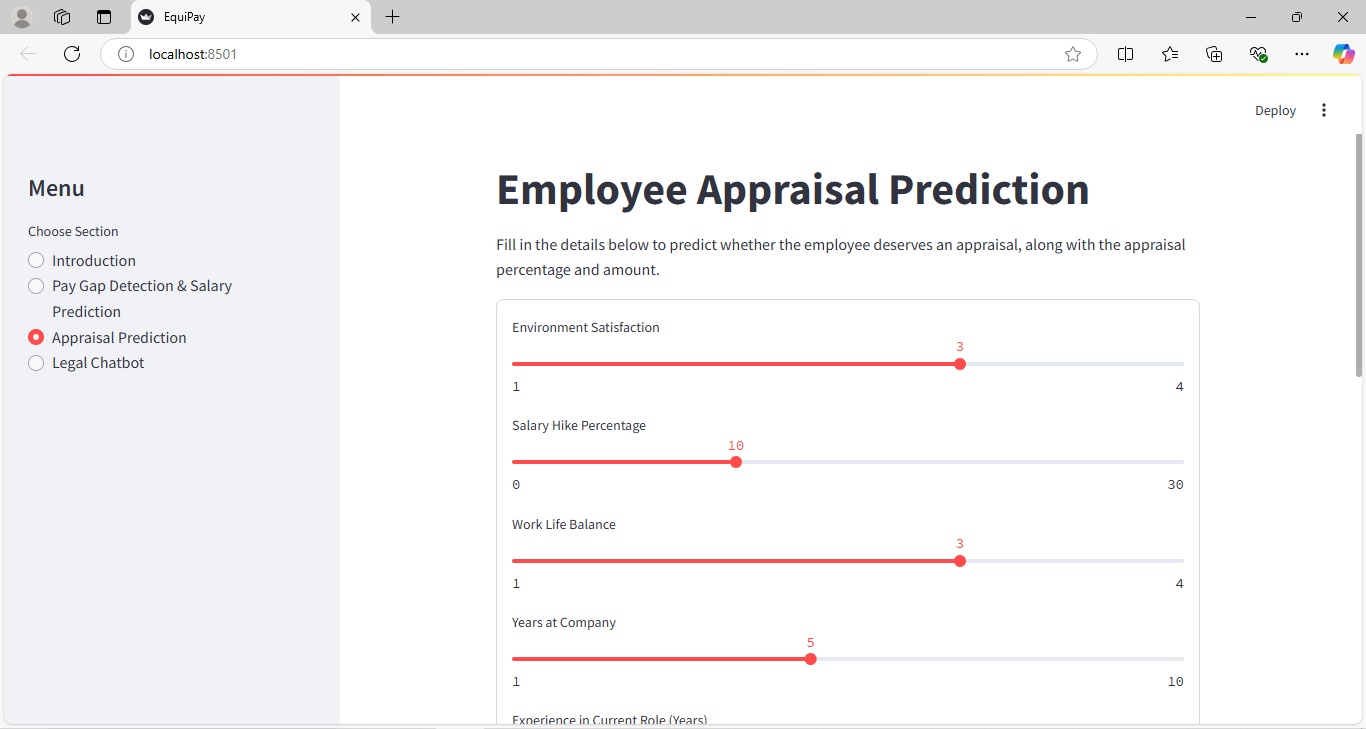 EquiPay
localhost:8501
Deploy
Menu
Choose Section
Introduction
Pay Gap Detection & Salary
Prediction
Appraisal Prediction
Legal Chatbot
Employee Appraisal Prediction
Fill in the details below to predict whether the employee deserves an appraisal, along with the appraisal
percentage and amount.
Environment Satisfaction
3
1 4
Salary Hike Percentage
10
0 30
Work Life Balance
3
1 4
Years at Company
5
1 10
Experience in Current Role (Years)